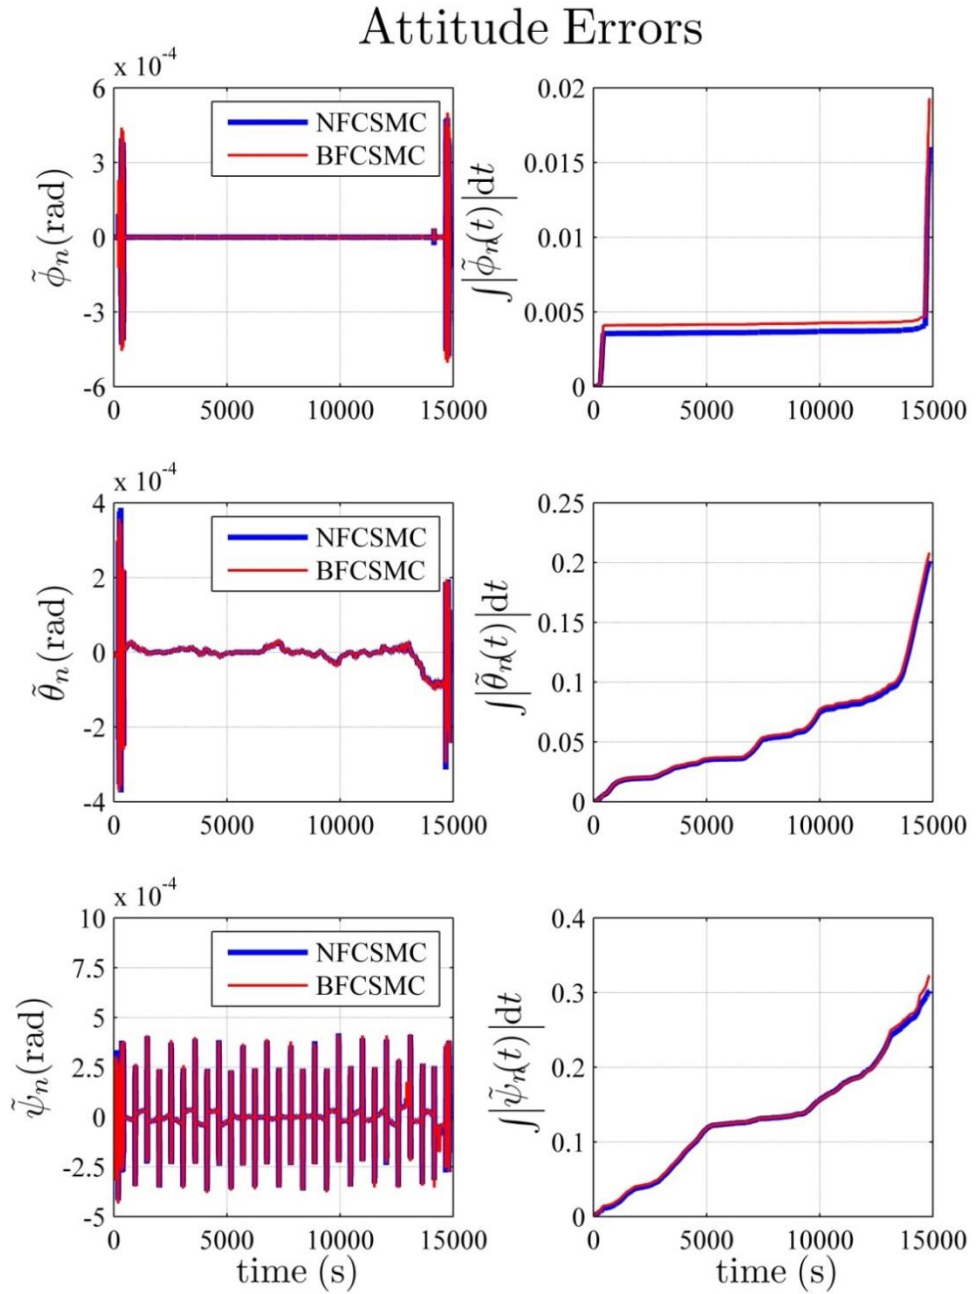 Attitude Errors
x 10⁻⁴
6
3
0
-3
-6
0 5000 10000 15000
ϕ̃ₙ(rad)
NFCSMC
BFCSMC
0.02
0.015
0.01
0.005
0
0 5000 10000 15000
∫|ϕ̃ₙ(t)|dt
x 10⁻⁴
4
2
0
-2
-4
0 5000 10000 15000
θ̃ₙ(rad)
NFCSMC
BFCSMC
0.25
0.2
0.15
0.1
0.05
0
0 5000 10000 15000
∫|θ̃ₙ(t)|dt
x 10⁻⁴
10
7.5
5
2.5
0
-2.5
-5
0 5000 10000 15000
ψ̃ₙ(rad)
time (s)
NFCSMC
BFCSMC
0.4
0.3
0.2
0.1
0
0 5000 10000 15000
∫|ψ̃ₙ(t)|dt
time (s)